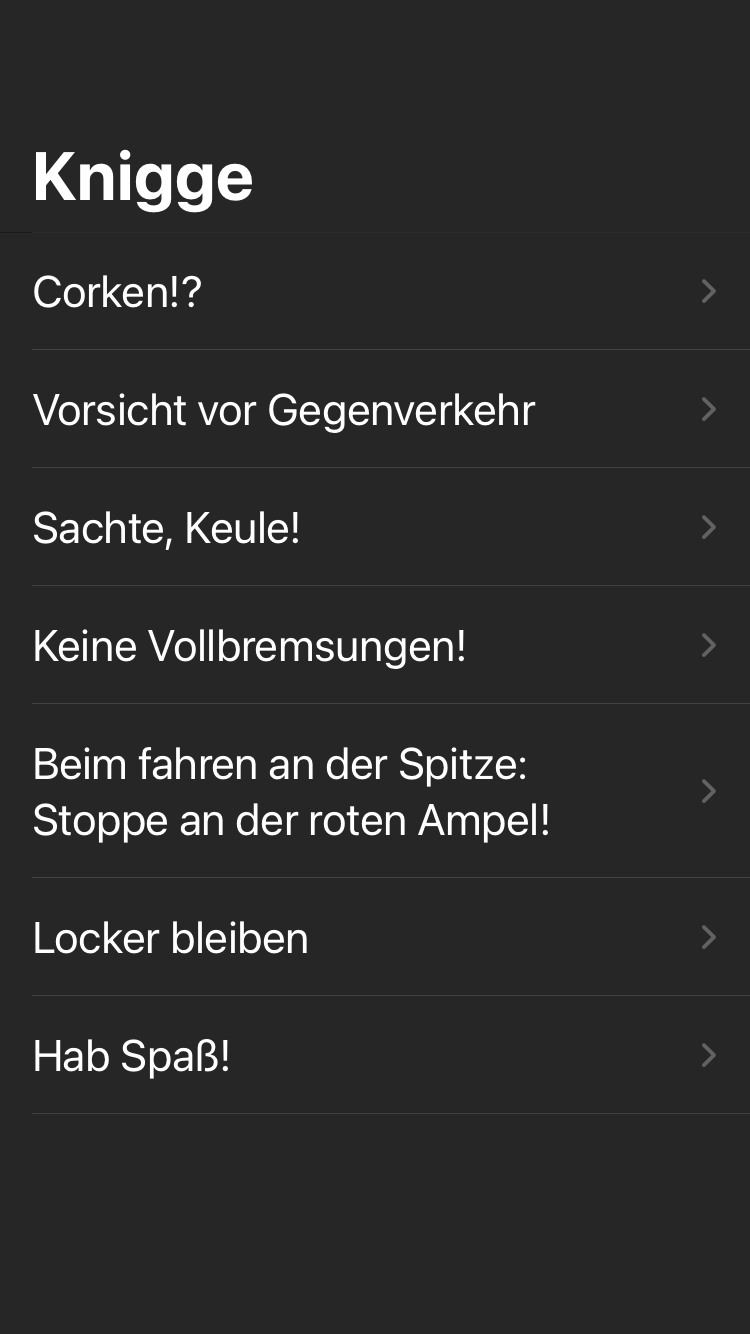 Knigge
Corken!?
Vorsicht vor Gegenverkehr
Sachte, Keule!
Keine Vollbremsungen!
Beim fahren an der Spitze:
Stoppe an der roten Ampel!
Locker bleiben
Hab Spaß!